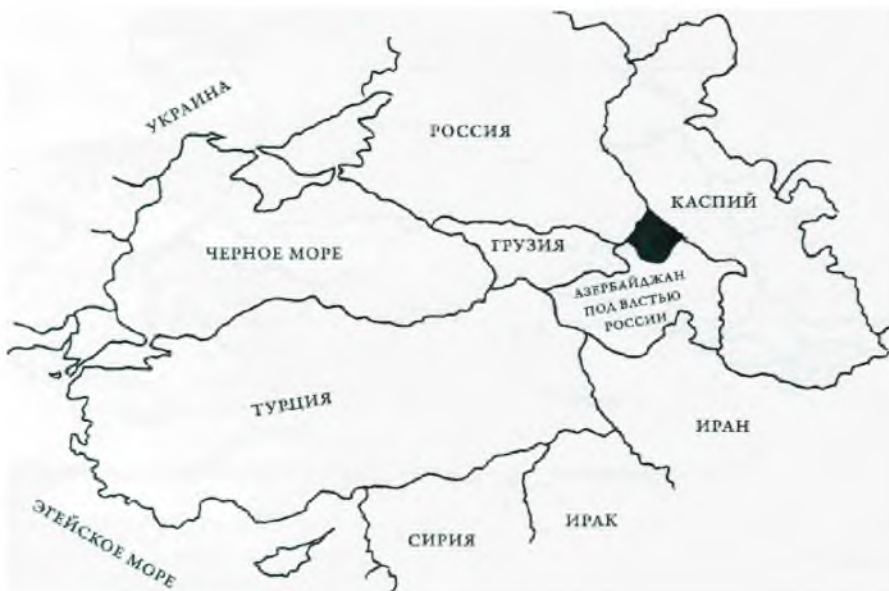 УКРАИНА
РОССИЯ
КАСПИЙ
ЧЕРНОЕ МОРЕ
ГРУЗИЯ
АЗЕРБАЙДЖАН
ПОД ВЛАСТЬЮ
РОССИИ
ТУРЦИЯ
ИРАН
ЭГЕЙСКОЕ МОРЕ
СИРИЯ
ИРАК